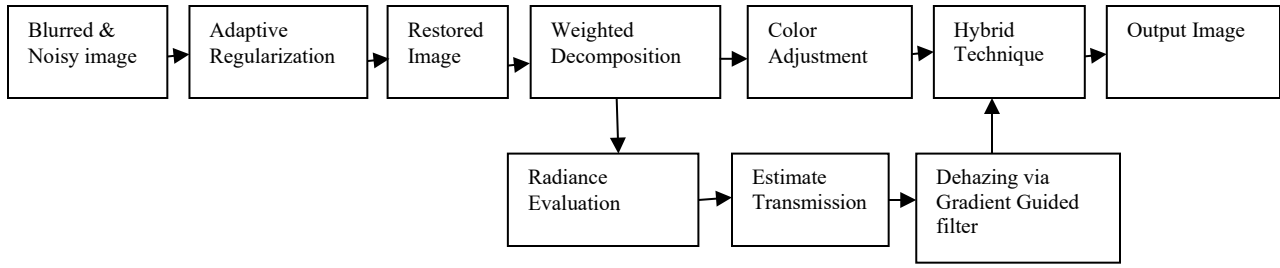 Blurred &
Noisy image
Adaptive
Regularization
Restored
Image
Weighted
Decomposition
Color
Adjustment
Hybrid
Technique
Output Image
Radiance
Evaluation
Estimate
Transmission
Dehazing via
Gradient Guided
filter